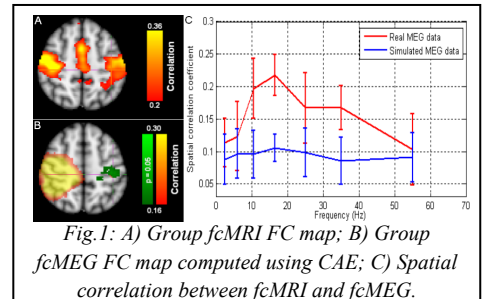 A
0.36
Correlation
0.2
B
p = 0.05
0.30
Correlation
0.16
C
0.3
0.25
0.2
0.15
0.1
0.05
Spatial correlation coefficient
Real MEG data
Simulated MEG data
0 10 20 30 40 50 60 70
Frequency (Hz)
Fig.1: A) Group fcMRI FC map; B) Group
fcMEG FC map computed using CAE; C) Spatial
correlation between fcMRI and fcMEG.